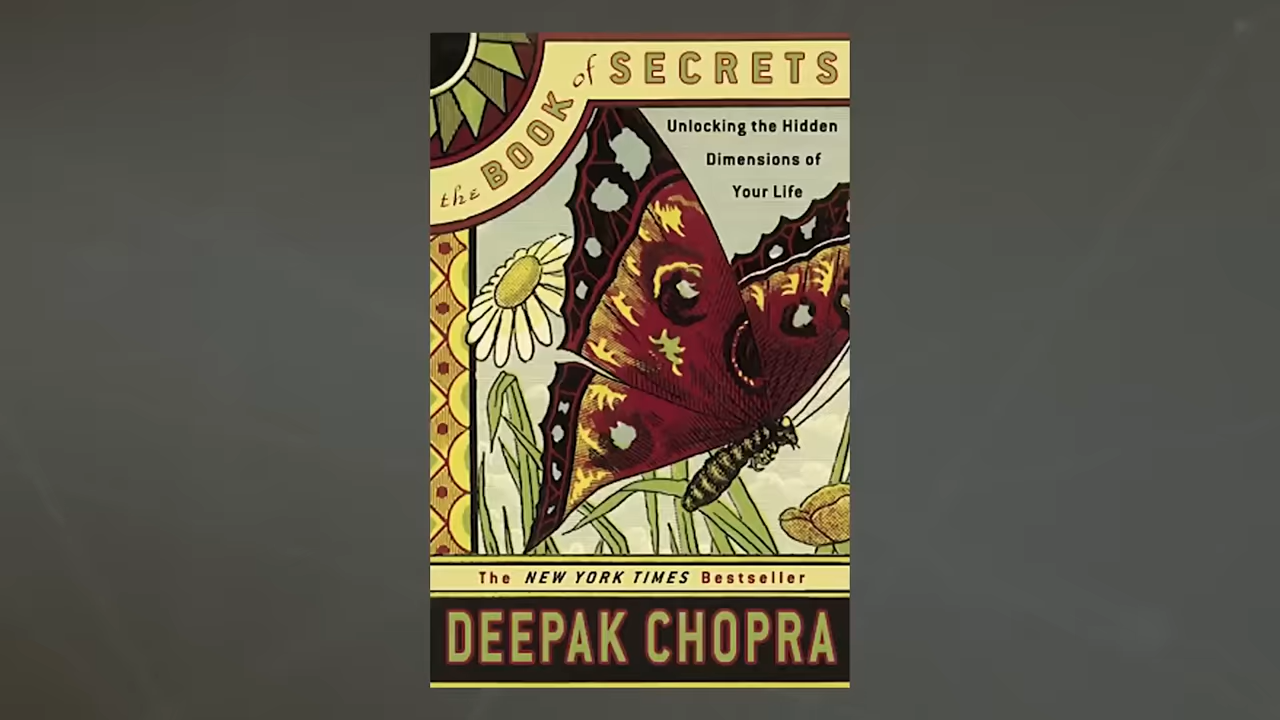 the BOOK of SECRETS
Unlocking the Hidden
Dimensions of
Your Life
The NEW YORK TIMES Bestseller
DEEPAK CHOPRA